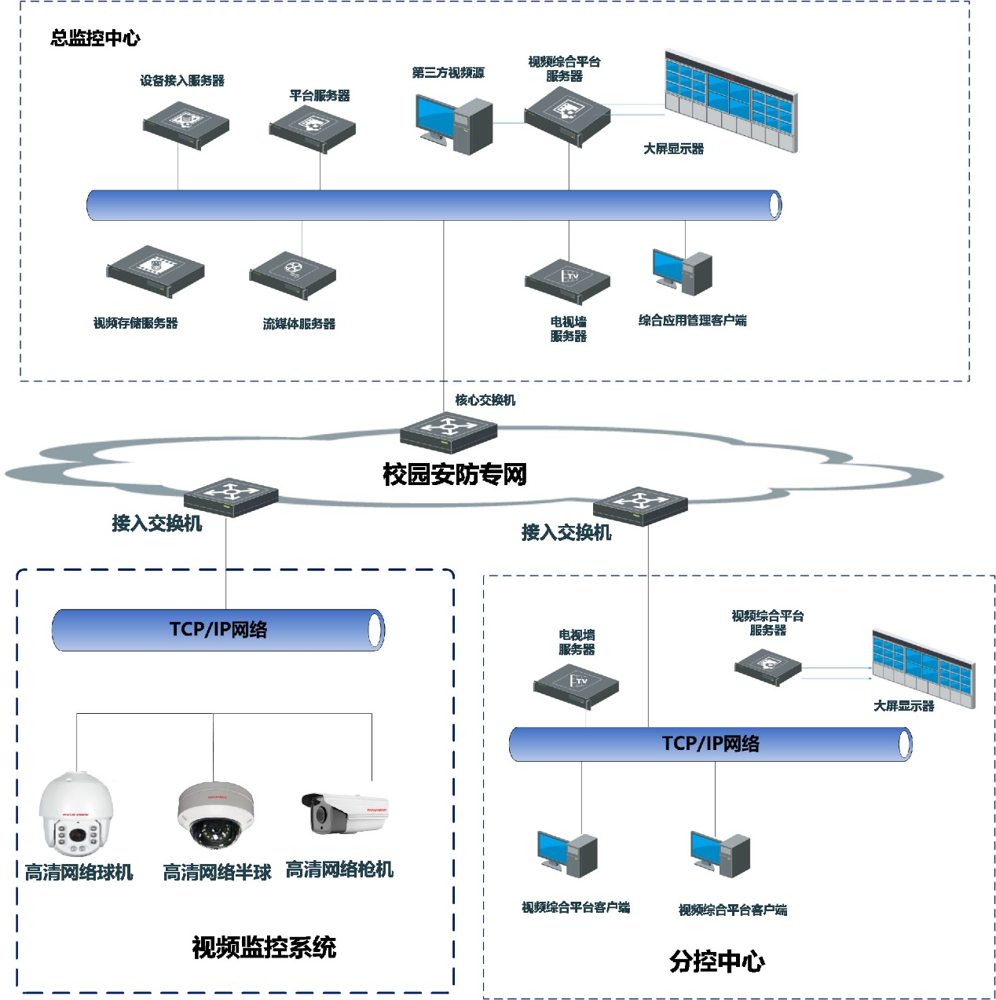 总监控中心
设备接入服务器
平台服务器
第三方视频源
视频综合平台
服务器
大屏显示器
视频存储服务器
流媒体服务器
电视墙
服务器
综合应用管理客户端
TV
核心交换机
校园安防专网
接入交换机
接入交换机
TCP/IP网络
高清网络球机
高清网络半球
高清网络枪机
视频监控系统
电视墙
服务器
TV
视频综合平台
服务器
大屏显示器
TCP/IP网络
视频综合平台客户端
视频综合平台客户端
分控中心